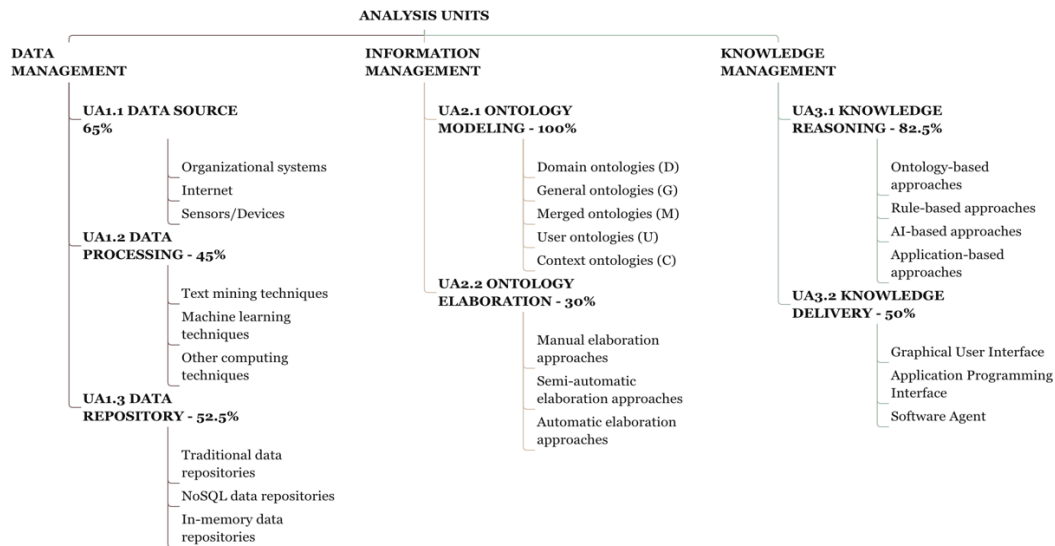 ANALYSIS UNITS
DATA
MANAGEMENT
UA1.1 DATA SOURCE
65%
Organizational systems
Internet
Sensors/Devices
UA1.2 DATA
PROCESSING - 45%
Text mining techniques
Machine learning
techniques
Other computing
techniques
UA1.3 DATA
REPOSITORY - 52.5%
Traditional data
repositories
NoSQL data repositories
In-memory data
repositories
INFORMATION
MANAGEMENT
UA2.1 ONTOLOGY
MODELING - 100%
Domain ontologies (D)
General ontologies (G)
Merged ontologies (M)
User ontologies (U)
Context ontologies (C)
UA2.2 ONTOLOGY
ELABORATION - 30%
Manual elaboration
approaches
Semi-automatic
elaboration approaches
Automatic elaboration
approaches
KNOWLEDGE
MANAGEMENT
UA3.1 KNOWLEDGE
REASONING - 82.5%
Ontology-based
approaches
Rule-based approaches
AI-based approaches
Application-based
approaches
UA3.2 KNOWLEDGE
DELIVERY - 50%
Graphical User Interface
Application Programming
Interface
Software Agent